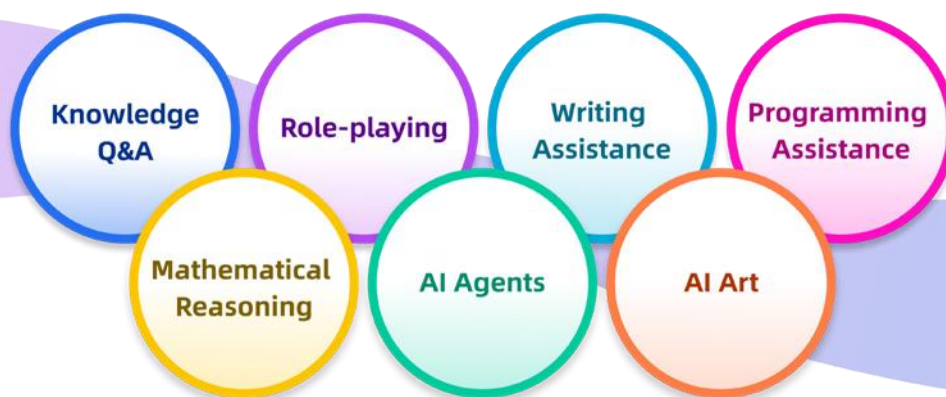 Knowledge
Q&A
Role-playing
Writing
Assistance
Programming
Assistance
Mathematical
Reasoning
AI Agents
AI Art